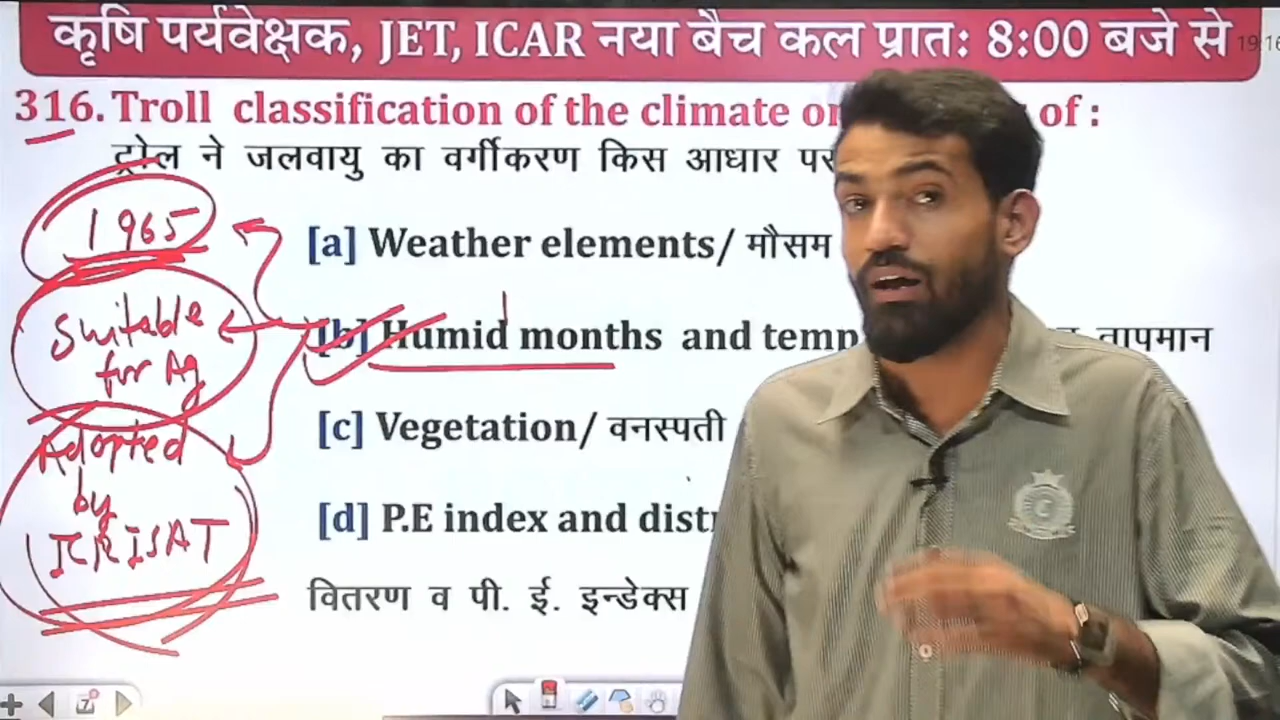 कृषि पर्यवेक्षक, JET, ICAR नया बैच कल प्रातः 8:00 बजे से
316. Troll classification of the climate on of :
ट्रोल ने जलवायु का वर्गीकरण किस आधार पर
1965
[a] Weather elements/ मौसम
Suitable for Ag
[b] Humid months and temp तापमान
[c] Vegetation/ वनस्पती
Adopted by ICRISAT
[d] P.E index and
वितरण व पी. ई. इन्डेक्स